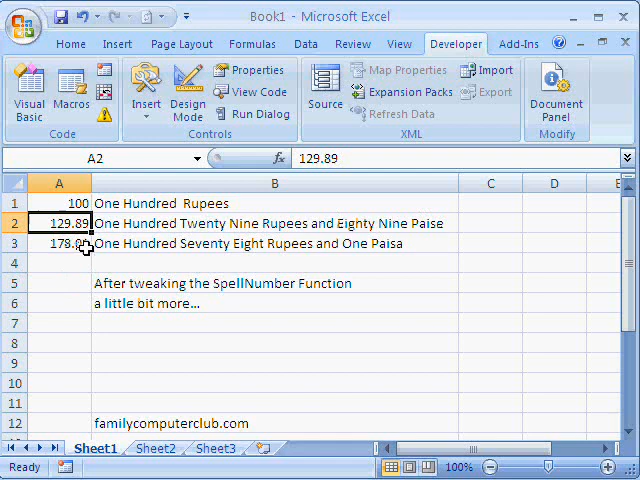 Book1 - Microsoft Excel
Home Insert Page Layout Formulas Data Review View Developer Add-Ins
Visual Basic
Macros
Code
Insert
Design Mode
Properties
View Code
Run Dialog
Controls
Source
Map Properties
Expansion Packs
Refresh Data
Import
Export
XML
Document Panel
Modify
A2 fx 129.89
A B C D E
1 100 One Hundred  Rupees
2 129.89 One Hundred Twenty Nine Rupees and Eighty Nine Paise
3 One Hundred Seventy Eight Rupees and One Paisa
4
5 After tweaking the SpellNumber Function
6 a little bit more...
7
8
9
10
11
12 familycomputerclub.com
Sheet1 Sheet2 Sheet3
Ready 100%